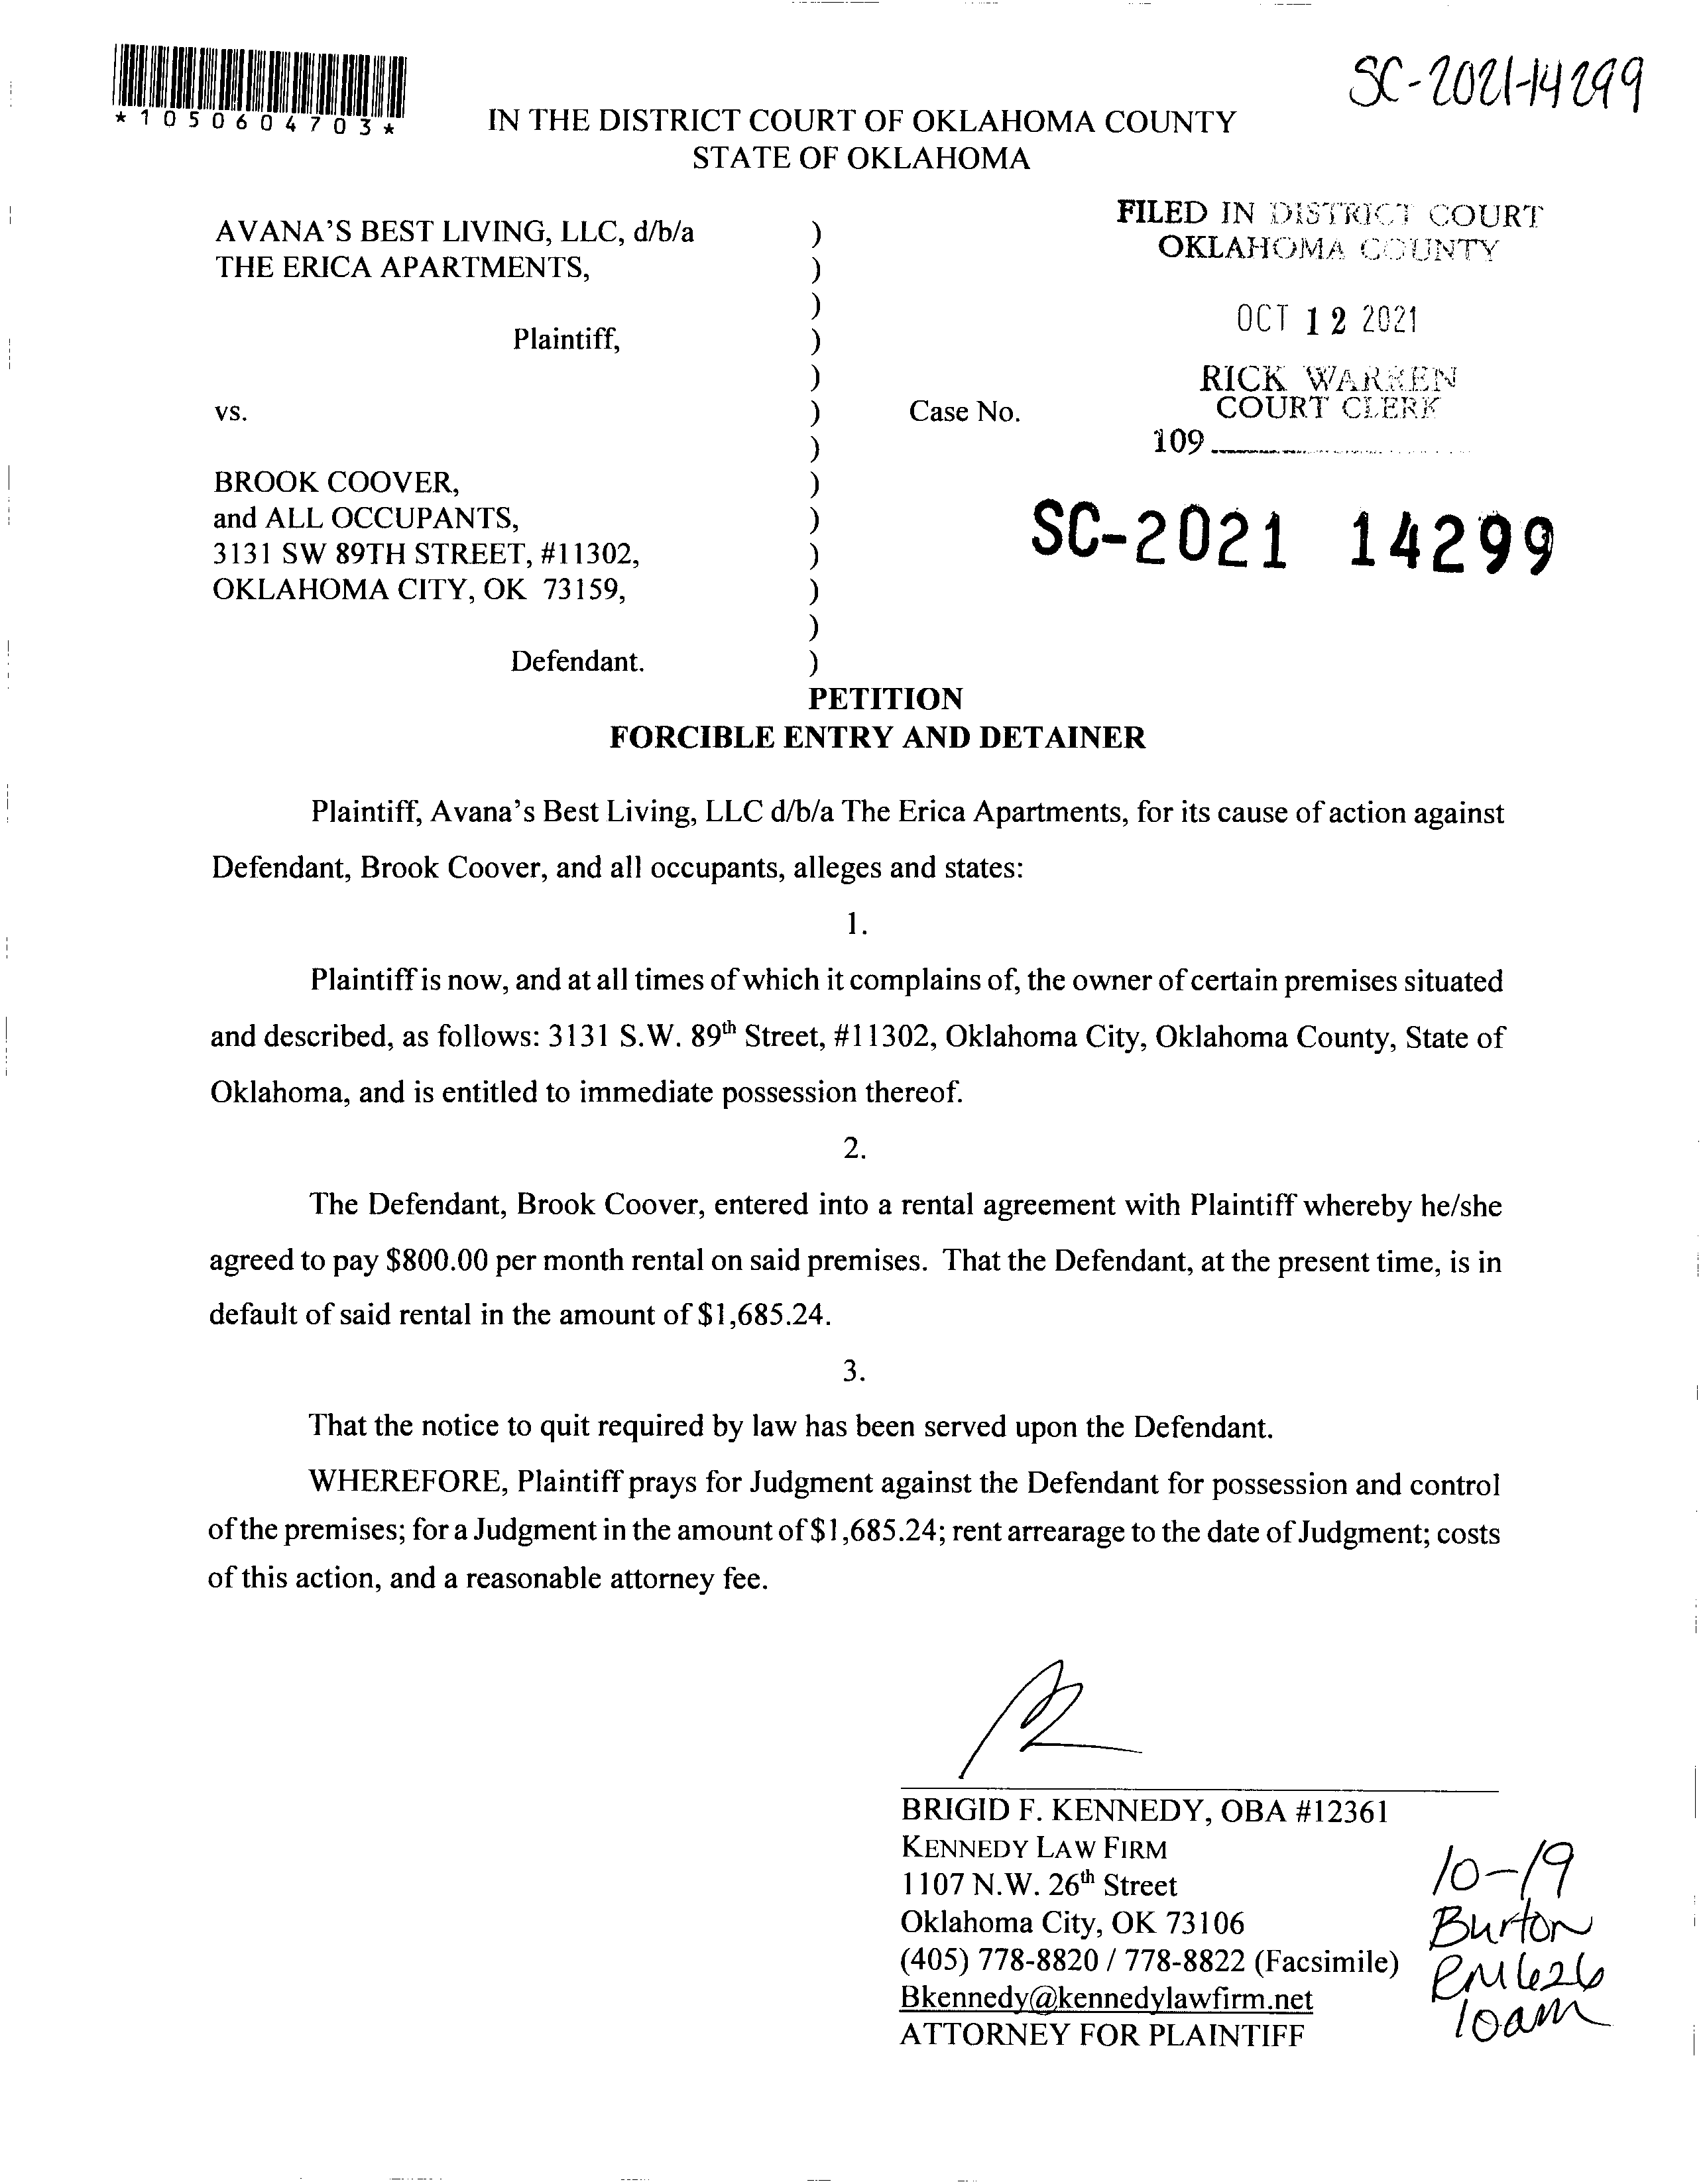 SC-2021-14299
*1050604703*
IN THE DISTRICT COURT OF OKLAHOMA COUNTY
STATE OF OKLAHOMA
FILED IN DISTRICT COURT
OKLAHOMA COUNTY
OCT 12 2021
RICK WARREN
COURT CLERK
109
AVANA'S BEST LIVING, LLC, d/b/a )
THE ERICA APARTMENTS, )
)
Plaintiff, )
)
vs. ) Case No.
)
BROOK COOVER, )
and ALL OCCUPANTS, )
3131 SW 89TH STREET, #11302, )
OKLAHOMA CITY, OK 73159, )
)
Defendant. )
SC-2021 14299
PETITION
FORCIBLE ENTRY AND DETAINER
Plaintiff, Avana's Best Living, LLC d/b/a The Erica Apartments, for its cause of action against
Defendant, Brook Coover, and all occupants, alleges and states:
1.
Plaintiff is now, and at all times of which it complains of, the owner of certain premises situated
and described, as follows: 3131 S.W. 89th Street, #11302, Oklahoma City, Oklahoma County, State of
Oklahoma, and is entitled to immediate possession thereof.
2.
The Defendant, Brook Coover, entered into a rental agreement with Plaintiff whereby he/she
agreed to pay $800.00 per month rental on said premises. That the Defendant, at the present time, is in
default of said rental in the amount of $1,685.24.
3.
That the notice to quit required by law has been served upon the Defendant.
WHEREFORE, Plaintiff prays for Judgment against the Defendant for possession and control
of the premises; for a Judgment in the amount of $1,685.24; rent arrearage to the date of Judgment; costs
of this action, and a reasonable attorney fee.
BRIGID F. KENNEDY, OBA #12361
KENNEDY LAW FIRM
1107 N.W. 26th Street
Oklahoma City, OK 73106
(405) 778-8820 / 778-8822 (Facsimile)
Bkennedy@kennedylawfirm.net
ATTORNEY FOR PLAINTIFF
10-19
Burton
RM 626
10am